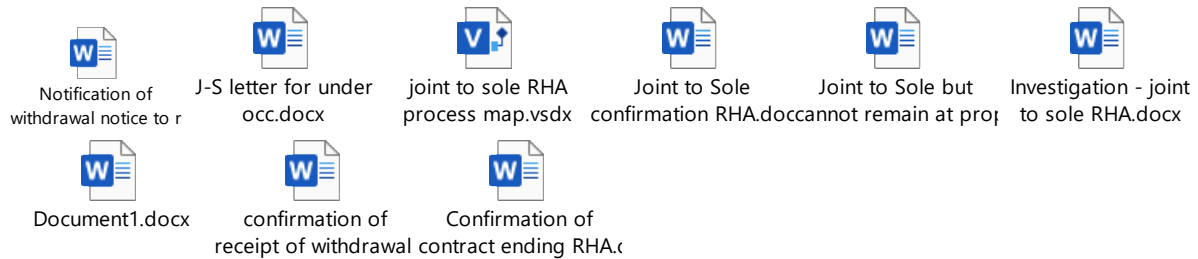 Notification of
withdrawal notice to r
J-S letter for under
occ.docx
joint to sole RHA
process map.vsdx
Joint to Sole
confirmation RHA.doc
Joint to Sole but
cannot remain at prop
Investigation - joint
to sole RHA.docx
Document1.docx
confirmation of
receipt of withdrawal
Confirmation of
contract ending RHA.